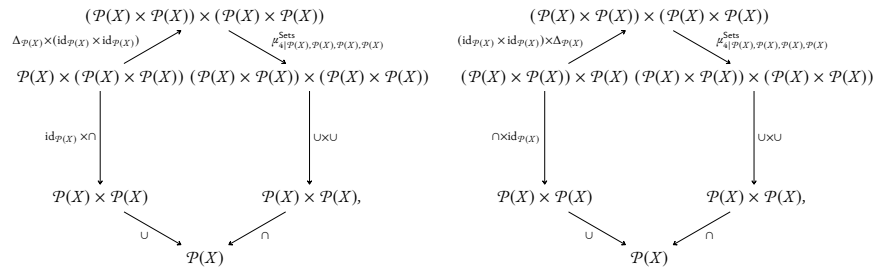 (𝒫(X) × 𝒫(X)) × (𝒫(X) × 𝒫(X))
Δ_𝒫(X)×(id_𝒫(X) × id_𝒫(X))
μ^Sets_4|𝒫(X),𝒫(X),𝒫(X),𝒫(X)
𝒫(X) × (𝒫(X) × 𝒫(X)) (𝒫(X) × 𝒫(X)) × (𝒫(X) × 𝒫(X))
id_𝒫(X) ×∩
∪×∪
𝒫(X) × 𝒫(X)
𝒫(X) × 𝒫(X),
∪
∩
𝒫(X)
(𝒫(X) × 𝒫(X)) × (𝒫(X) × 𝒫(X))
(id_𝒫(X) × id_𝒫(X))×Δ_𝒫(X)
μ^Sets_4|𝒫(X),𝒫(X),𝒫(X),𝒫(X)
(𝒫(X) × 𝒫(X)) × 𝒫(X) (𝒫(X) × 𝒫(X)) × (𝒫(X) × 𝒫(X))
∩×id_𝒫(X)
∪×∪
𝒫(X) × 𝒫(X)
𝒫(X) × 𝒫(X),
∪
∩
𝒫(X)